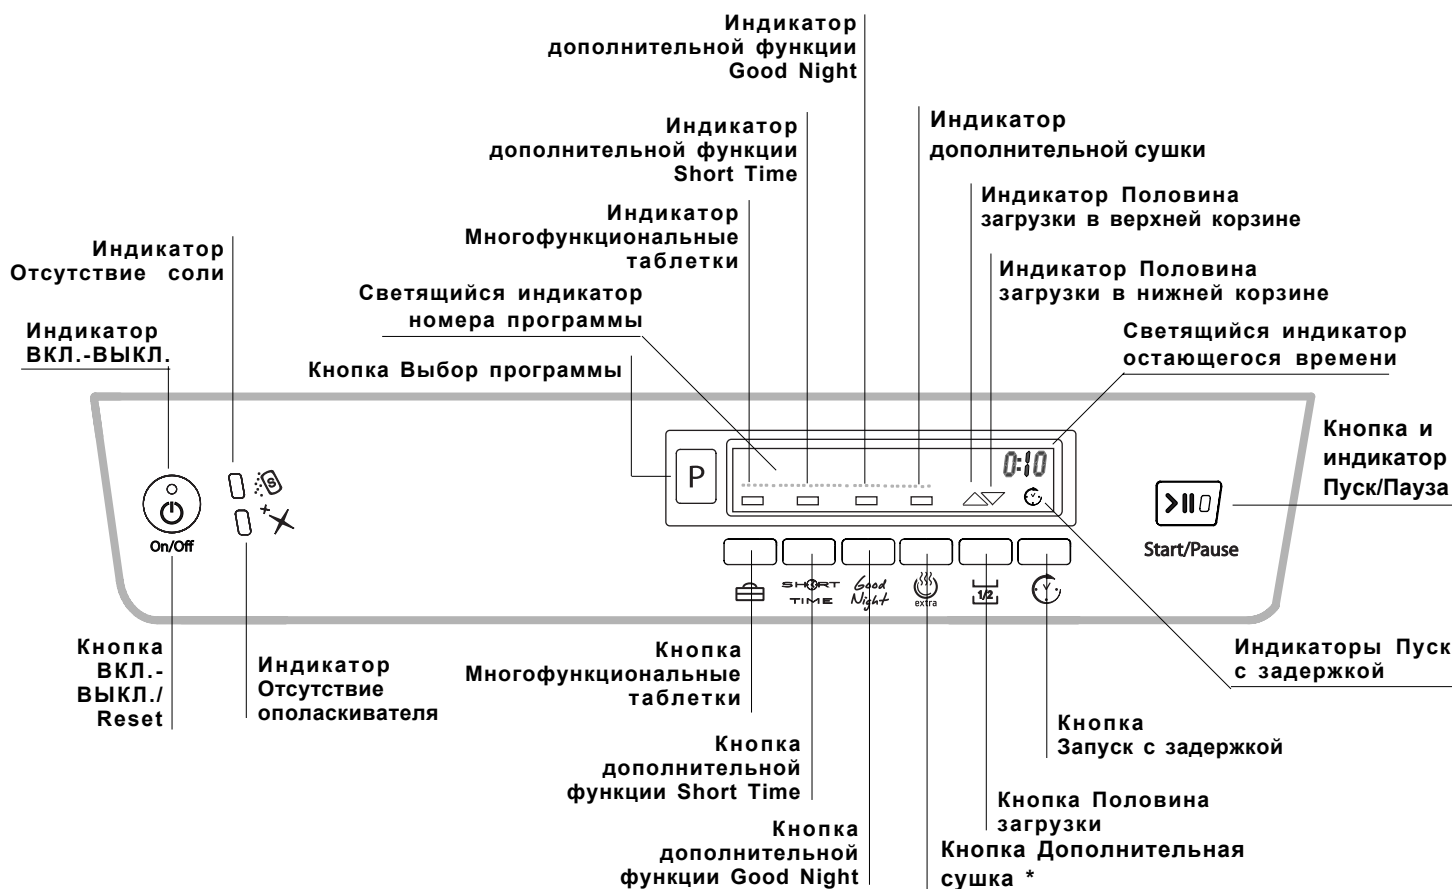 Индикатор
дополнительной функции
Good Night
Индикатор
дополнительной функции
Short Time
Индикатор
дополнительной сушки
Индикатор Половина
загрузки в верхней корзине
Индикатор
Многофункциональные
таблетки
Индикатор
Отсутствие соли
Индикатор Половина
загрузки в нижней корзине
Светящийся индикатор
номера программы
Индикатор
ВКЛ.-ВЫКЛ.
Светящийся индикатор
остающегося времени
Кнопка Выбор программы
Кнопка и
индикатор
Пуск/Пауза
P
0:10
S
On/Off
Start/Pause
SHORT
TIME
Good
Night
extra
1/2
Кнопка
ВКЛ.-
ВЫКЛ./
Reset
Индикатор
Отсутствие
ополаскивателя
Кнопка
Многофункциональные
таблетки
Индикаторы Пуск
с задержкой
Кнопка
дополнительной
функции Short Time
Кнопка
Запуск с задержкой
Кнопка
дополнительной
функции Good Night
Кнопка Половина
загрузки
Кнопка Дополнительная
сушка *